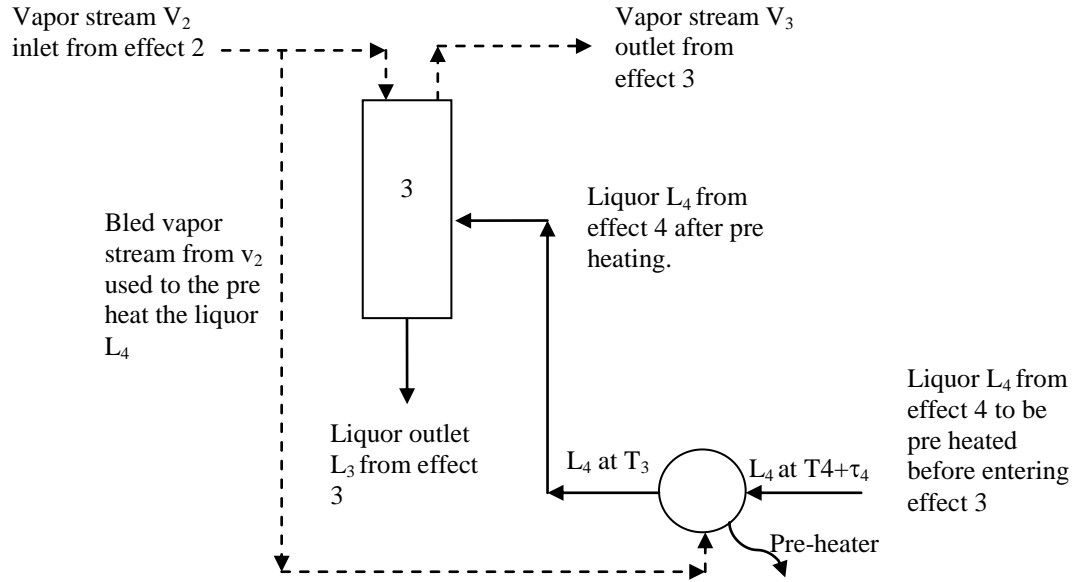 Vapor stream V₂
inlet from effect 2
Vapor stream V₃
outlet from
effect 3
3
Bled vapor
stream from v₂
used to the pre
heat the liquor
L₄
Liquor L₄ from
effect 4 after pre
heating.
Liquor outlet
L₃ from effect
3
L₄ at T₃
L₄ at T4+τ₄
Liquor L₄ from
effect 4 to be
pre heated
before entering
effect 3
Pre-heater